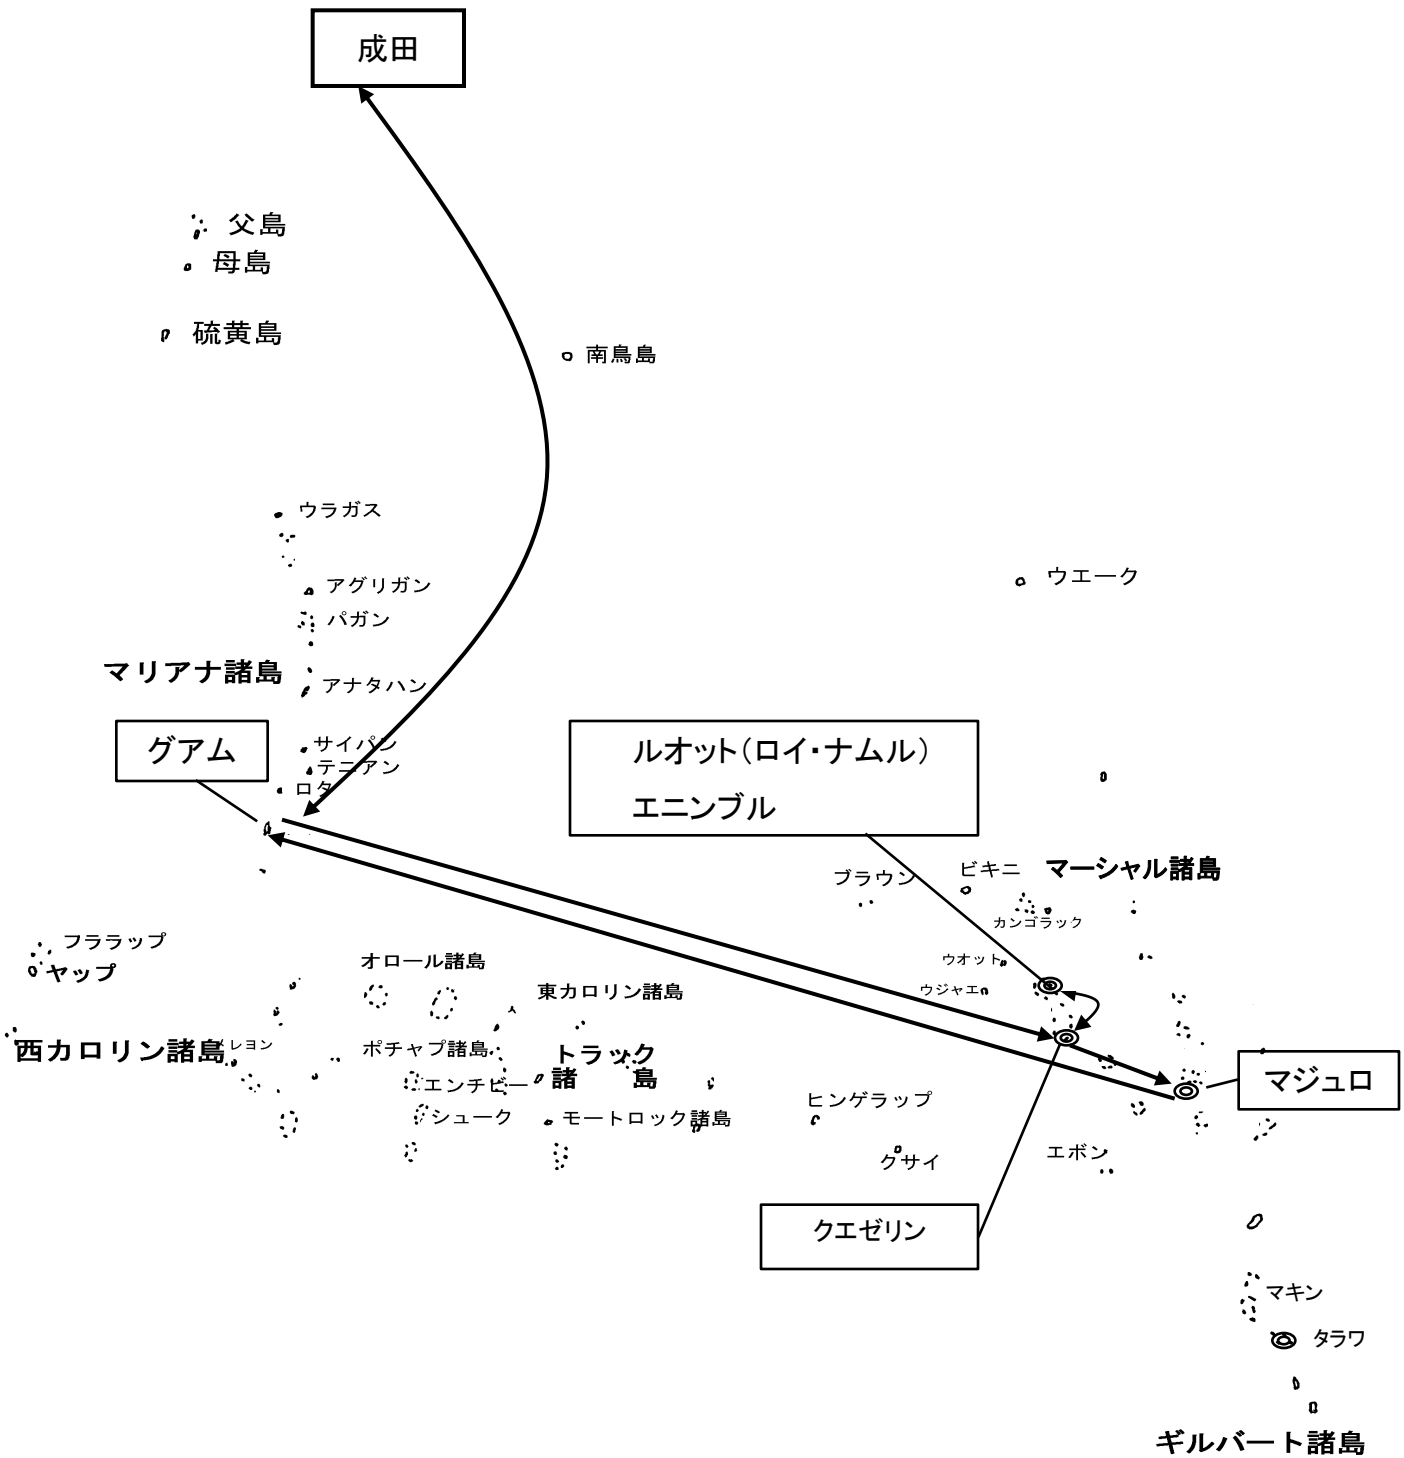 成田
父島
母島
硫黄島
南鳥島
ウラガス
ウエーク
アグリガン
パガン
マリアナ諸島
アナタハン
グアム
サイパン
テニアン
ロタ
ルオット（ロイ・ナムル）
エニンブル
ブラウン
ビキニ
マーシャル諸島
カンゴラック
フララップ
ヤップ
オロール諸島
ウオット
東カロリン諸島
ウジャエ
西カロリン諸島
メレヨン
ポチャプ諸島
トラック
諸島
エンチビー
マジュロ
シューク
モートロック諸島
ヒンゲラップ
クサイ
エボン
クエゼリン
マキン
タラワ
ギルバート諸島